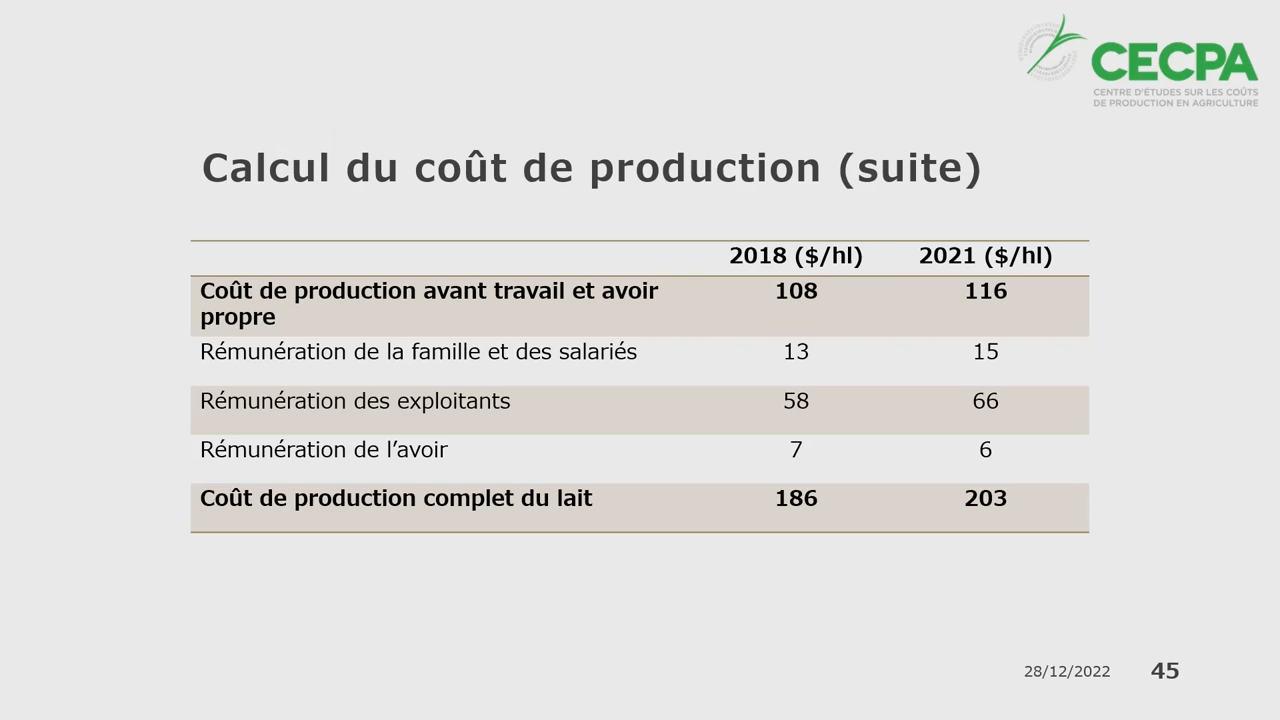 CECPA
CENTRE D'ÉTUDES SUR LES COÛTS
DE PRODUCTION EN AGRICULTURE
Calcul du coût de production (suite)
2018 ($/hl) 2021 ($/hl)
Coût de production avant travail et avoir 108 116
propre
Rémunération de la famille et des salariés 13 15
Rémunération des exploitants 58 66
Rémunération de l’avoir 7 6
Coût de production complet du lait 186 203
28/12/2022 45